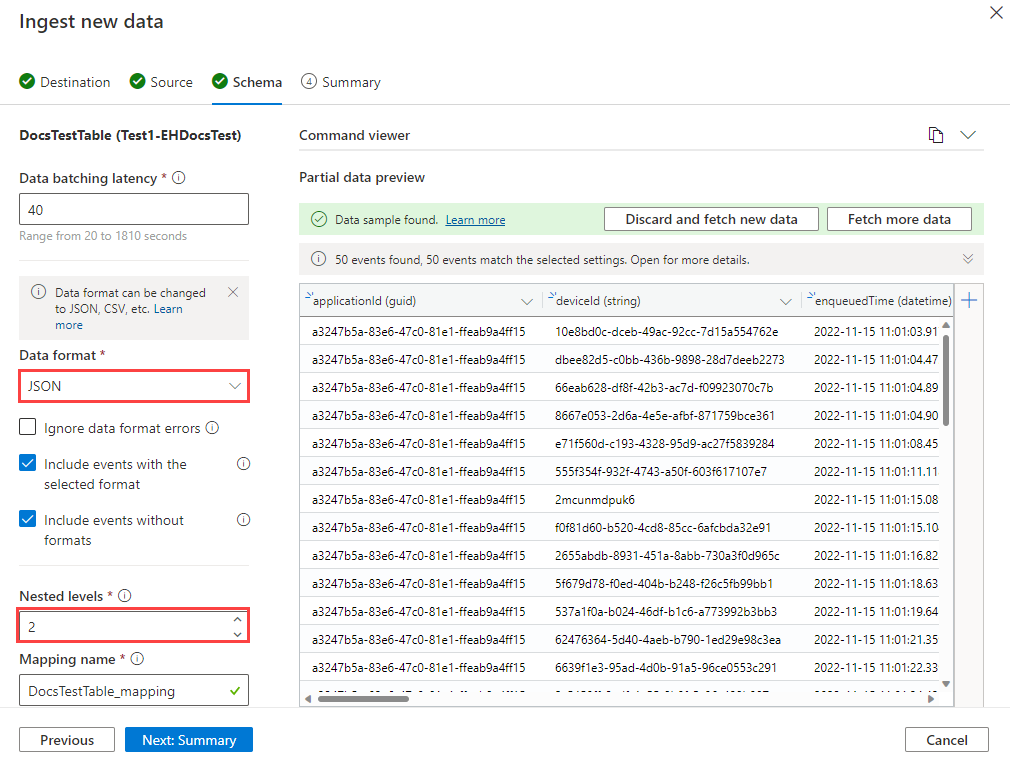 Ingest new data
Destination
Source
Schema
4 Summary
DocsTestTable (Test1-EHDocsTest)
Data batching latency *
40
Range from 20 to 1810 seconds
Data format can be changed
to JSON, CSV, etc. Learn
more
Data format *
JSON
Ignore data format errors
Include events with the
selected format
Include events without
formats
Nested levels *
2
Mapping name *
DocsTestTable_mapping
Command viewer
Partial data preview
Data sample found. Learn more
Discard and fetch new data
Fetch more data
50 events found, 50 events match the selected settings. Open for more details.
applicationId (guid) deviceId (string) enqueuedTime (datetime)
a3247b5a-83e6-47c0-81e1-ffeab9a4ff15 10e8bd0c-dceb-49ac-92cc-7d15a554762e 2022-11-15 11:01:03.91
a3247b5a-83e6-47c0-81e1-ffeab9a4ff15 dbee82d5-c0bb-436b-9898-28d7deeb2273 2022-11-15 11:01:04.47
a3247b5a-83e6-47c0-81e1-ffeab9a4ff15 66eab628-df8f-42b3-ac7d-f09923070c7b 2022-11-15 11:01:04.89
a3247b5a-83e6-47c0-81e1-ffeab9a4ff15 8667e053-2d6a-4e5e-afbf-871759bce361 2022-11-15 11:01:04.90
a3247b5a-83e6-47c0-81e1-ffeab9a4ff15 e71f560d-c193-4328-95d9-ac27f5839284 2022-11-15 11:01:08.45
a3247b5a-83e6-47c0-81e1-ffeab9a4ff15 555f354f-932f-4743-a50f-603f617107e7 2022-11-15 11:01:11.11
a3247b5a-83e6-47c0-81e1-ffeab9a4ff15 2mcunmdpuk6 2022-11-15 11:01:15.08
a3247b5a-83e6-47c0-81e1-ffeab9a4ff15 f0f81d60-b520-4cd8-85cc-6afcbda32e91 2022-11-15 11:01:15.10
a3247b5a-83e6-47c0-81e1-ffeab9a4ff15 2655abdb-8931-451a-8abb-730a3f0d965c 2022-11-15 11:01:16.82
a3247b5a-83e6-47c0-81e1-ffeab9a4ff15 5f679d78-f0ed-404b-b248-f26c5fb99bb1 2022-11-15 11:01:18.63
a3247b5a-83e6-47c0-81e1-ffeab9a4ff15 537a1f0a-b024-46df-b1c6-a773992b3bb3 2022-11-15 11:01:19.64
a3247b5a-83e6-47c0-81e1-ffeab9a4ff15 62476364-5d40-4aeb-b790-1ed29e98c3ea 2022-11-15 11:01:21.35
a3247b5a-83e6-47c0-81e1-ffeab9a4ff15 6639f1e3-95ad-4d0b-91a5-96ce0553c291 2022-11-15 11:01:22.33
Previous
Next: Summary
Cancel